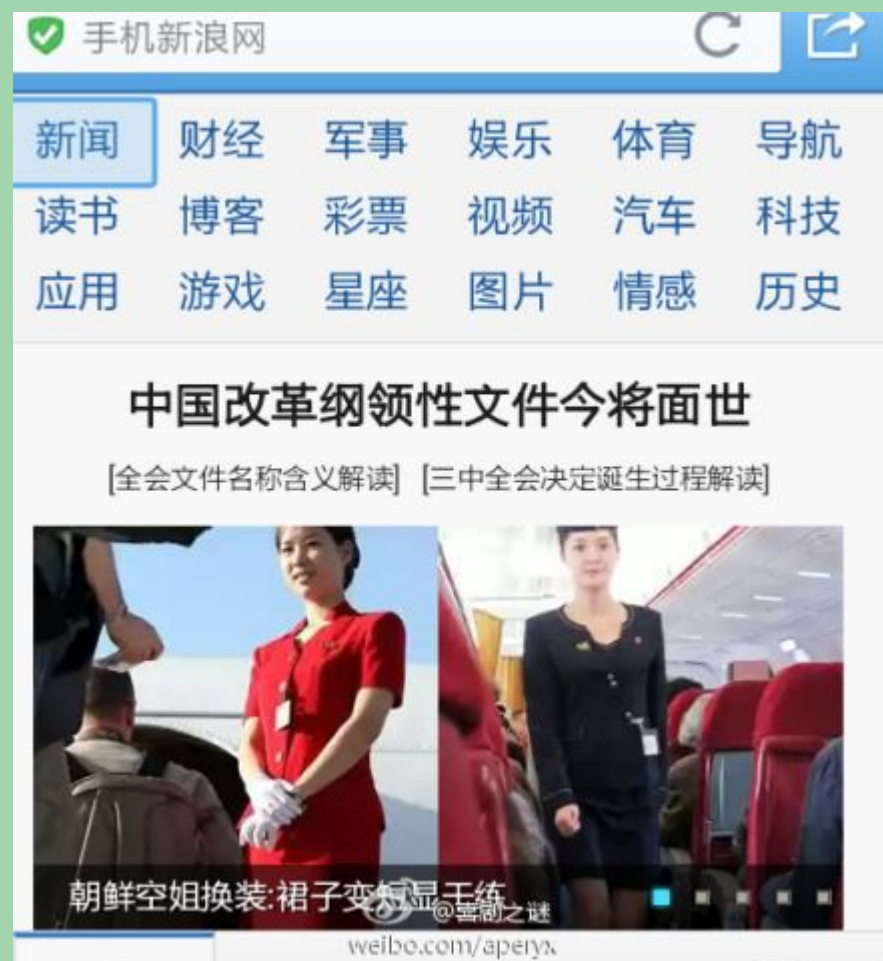 手机新浪网
新闻 财经 军事 娱乐 体育 导航
读书 博客 彩票 视频 汽车 科技
应用 游戏 星座 图片 情感 历史
中国改革纲领性文件今将面世
[全会文件名称含义解读] [三中全会决定诞生过程解读]
朝鲜空姐换装:裙子变短显干练
@喜剧之谜
weibo.com/aperyx